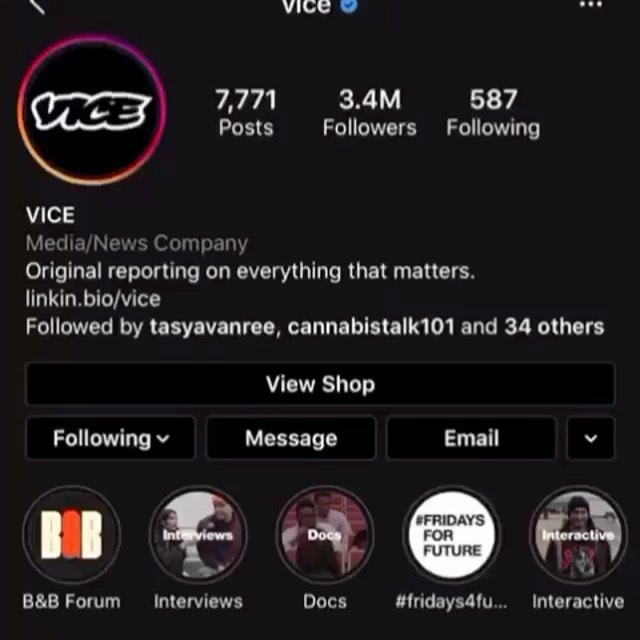 vice
VICE
7,771 3.4M 587
Posts Followers Following
VICE
Media/News Company
Original reporting on everything that matters.
linkin.bio/vice
Followed by tasyavanree, cannabistalk101 and 34 others
View Shop
Following Message Email
BAB Interviews Docs #FRIDAYS FOR FUTURE Interactive
B&B Forum Interviews Docs #fridays4fu... Interactive